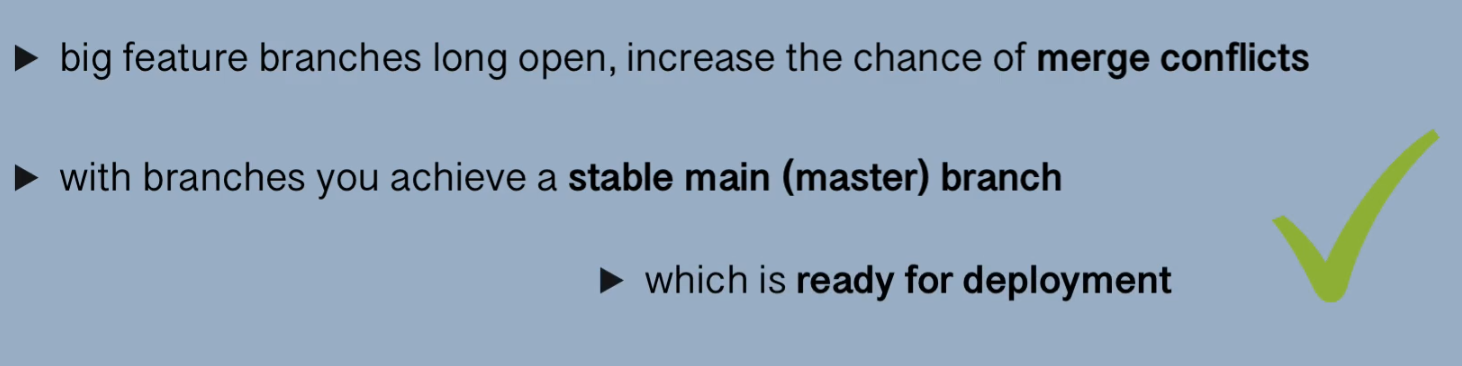 big feature branches long open, increase the chance of merge conflicts
with branches you achieve a stable main (master) branch
which is ready for deployment